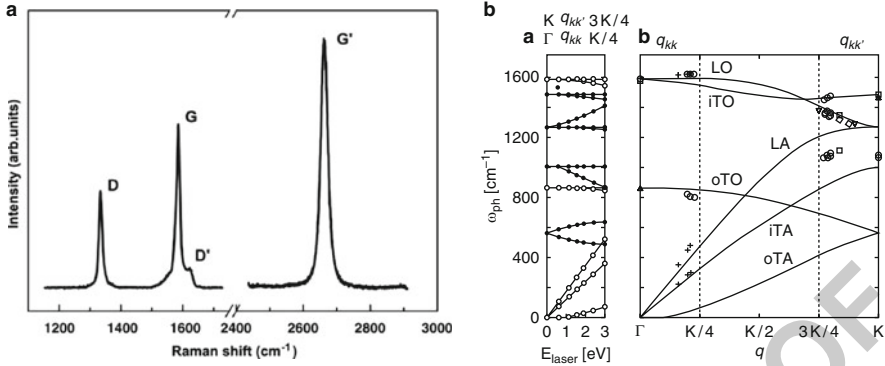 a
Intensity (arb.units)
D
G
D'
G'
1200 1400 1600 2400 2600 2800 3000
Raman shift (cm⁻¹)
b
K q_kk' 3K/4
Γ q_kk K/4
a
ω_ph [cm⁻¹]
1600
1200
800
400
0
0 1 2 3
E_laser [eV]
b
q_kk q_kk'
LO
iTO
LA
oTO
iTA
oTA
Γ K/4 K/2 3K/4 K
q
OF